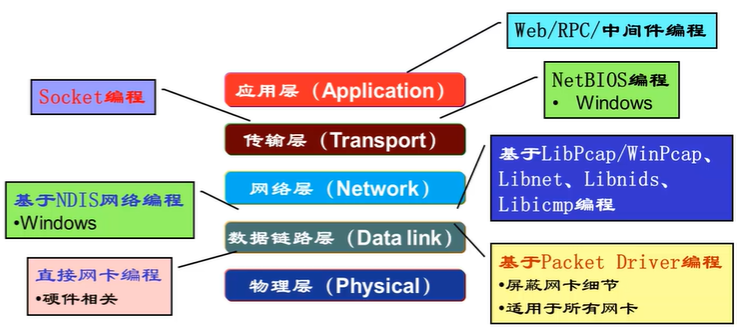 Web/RPC/中间件编程
应用层（Application）
NetBIOS编程
• Windows
Socket编程
传输层（Transport）
基于LibPcap/WinPcap、
Libnet、Libnids、
Libicmp编程
网络层（Network）
基于NDIS网络编程
•Windows
数据链路层（Data link）
直接网卡编程
•硬件相关
基于Packet Driver编程
•屏蔽网卡细节
•适用于所有网卡
物理层（Physical）